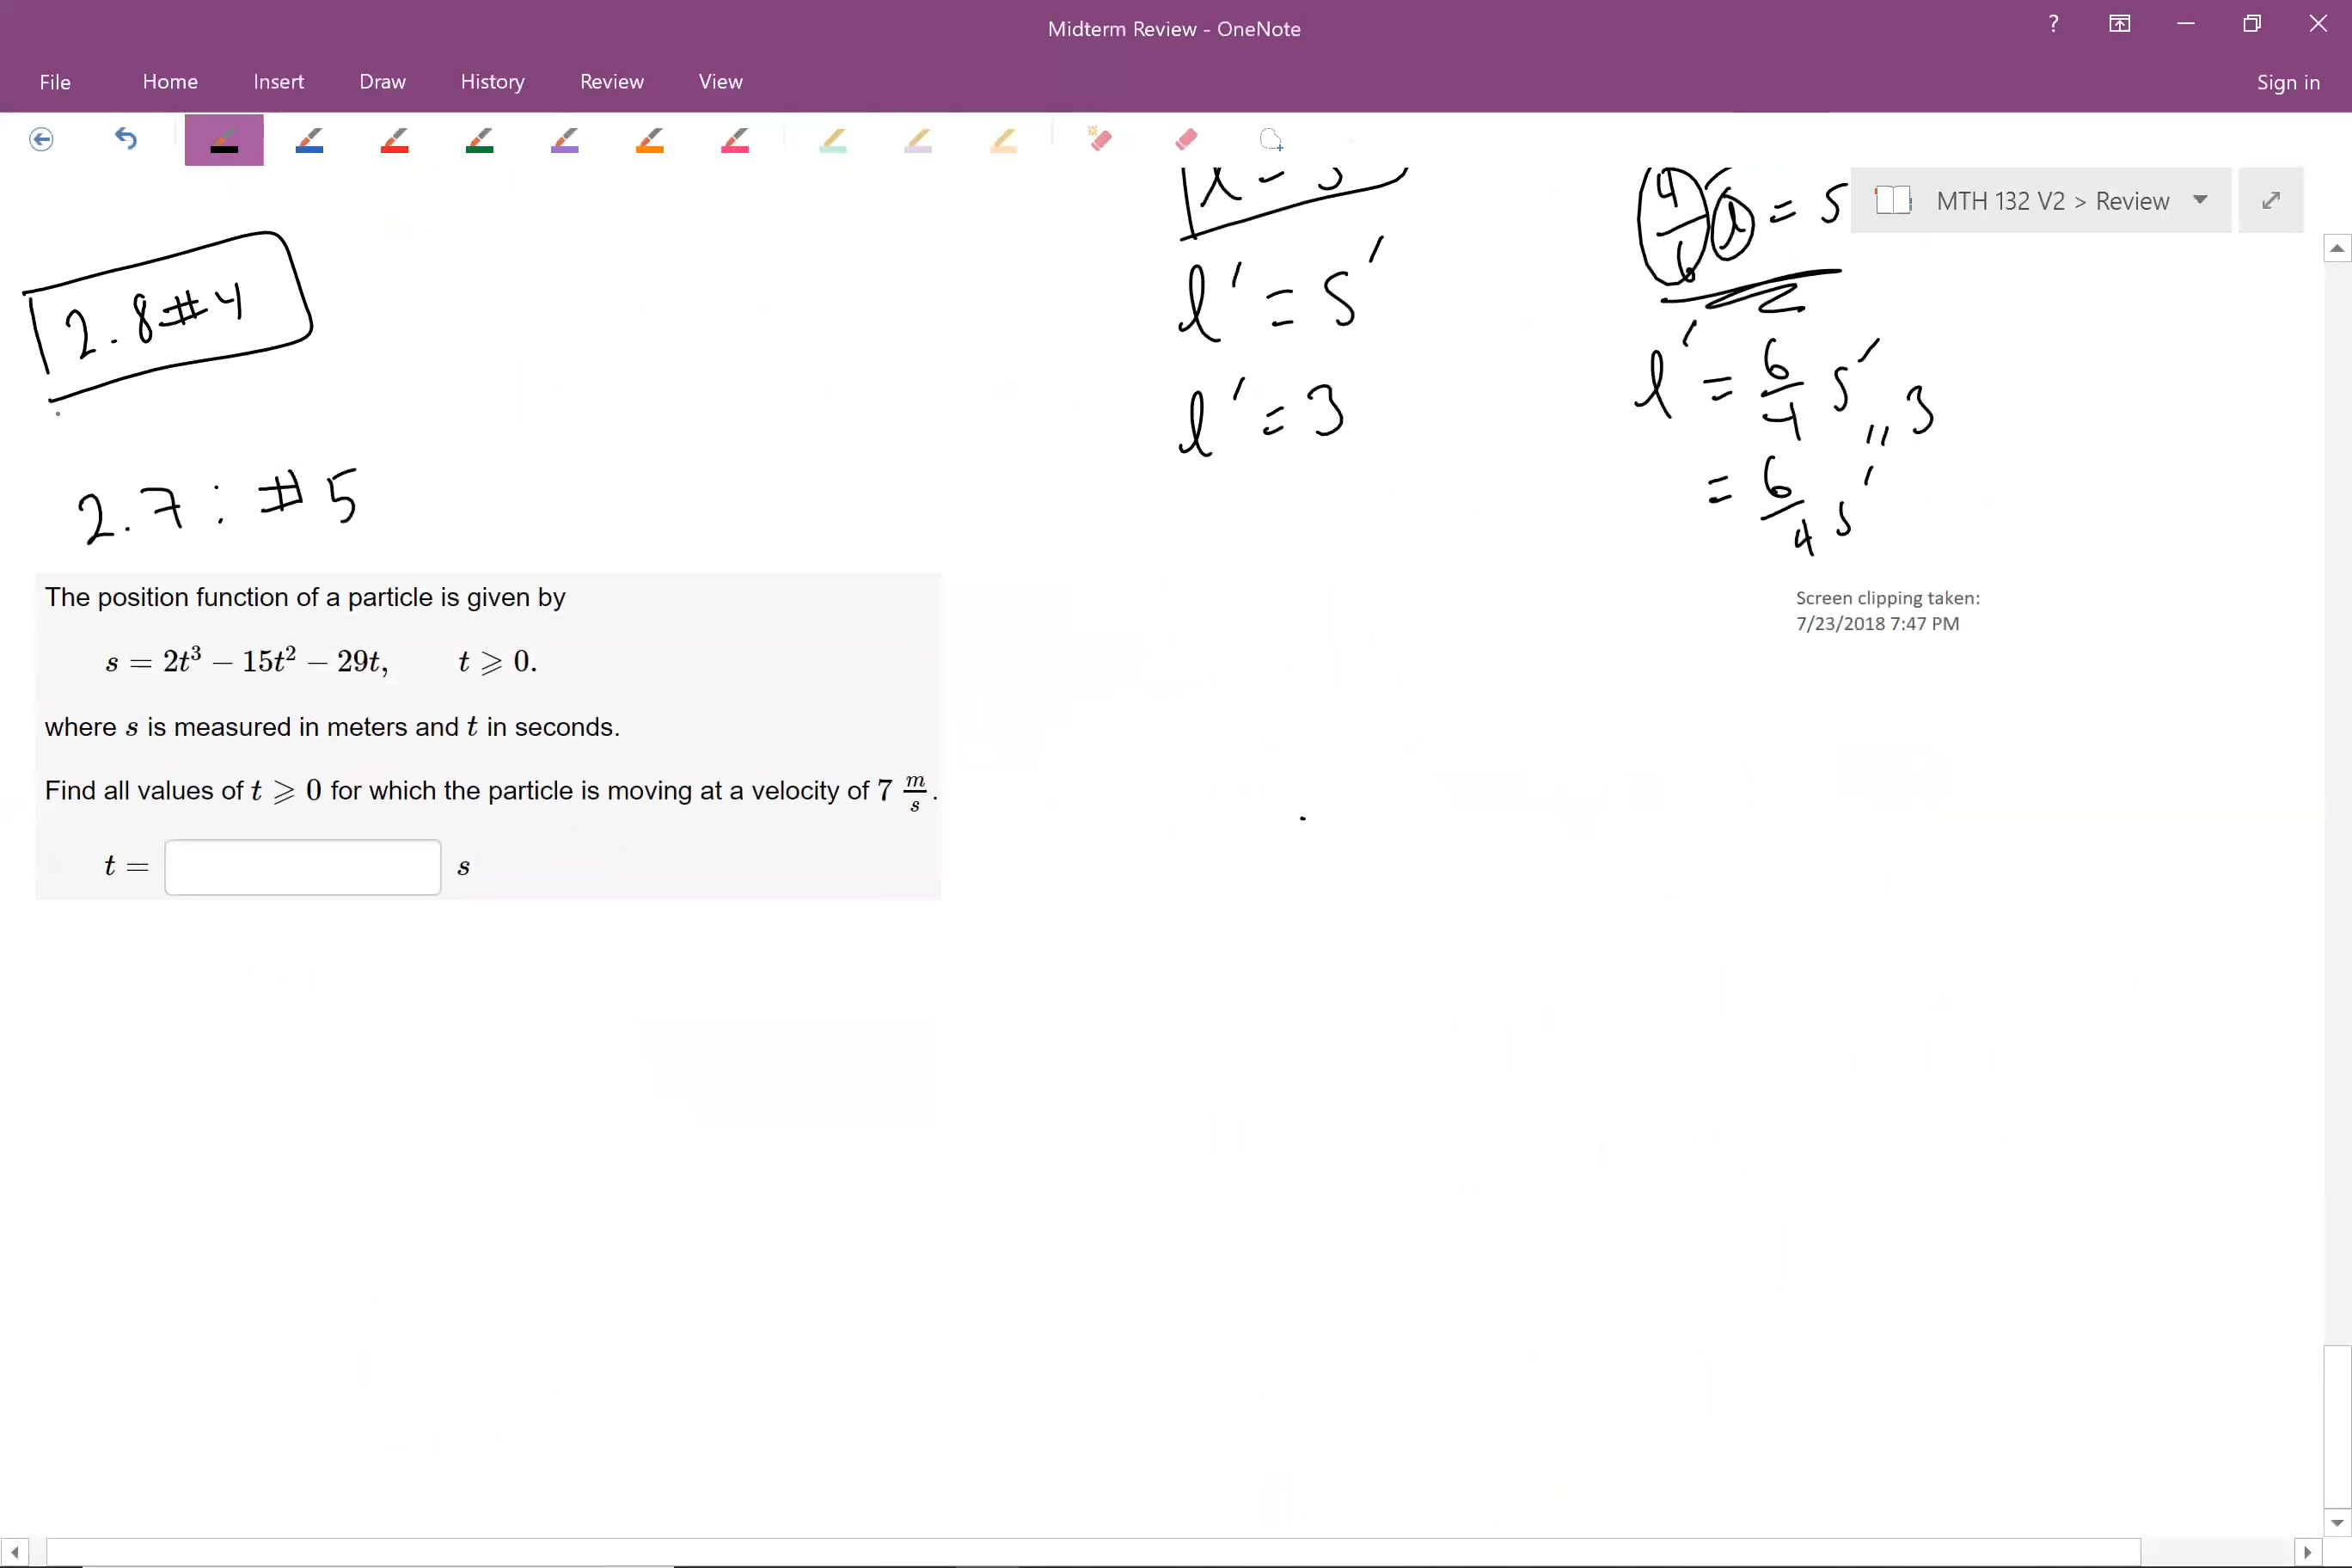 Midterm Review - OneNote
?
File Home Insert Draw History Review View
Sign in
MTH 132 V2 > Review
2.8#4
l' = s'
l' = 3
4/6 l = s
l' = 6/4 s'
" 3
= 6/4 s'
2.7: #5
The position function of a particle is given by
s = 2t³ − 15t² − 29t, t ⩾ 0.
where s is measured in meters and t in seconds.
Find all values of t ⩾ 0 for which the particle is moving at a velocity of 7 m/s.
t = s
Screen clipping taken:
7/23/2018 7:47 PM